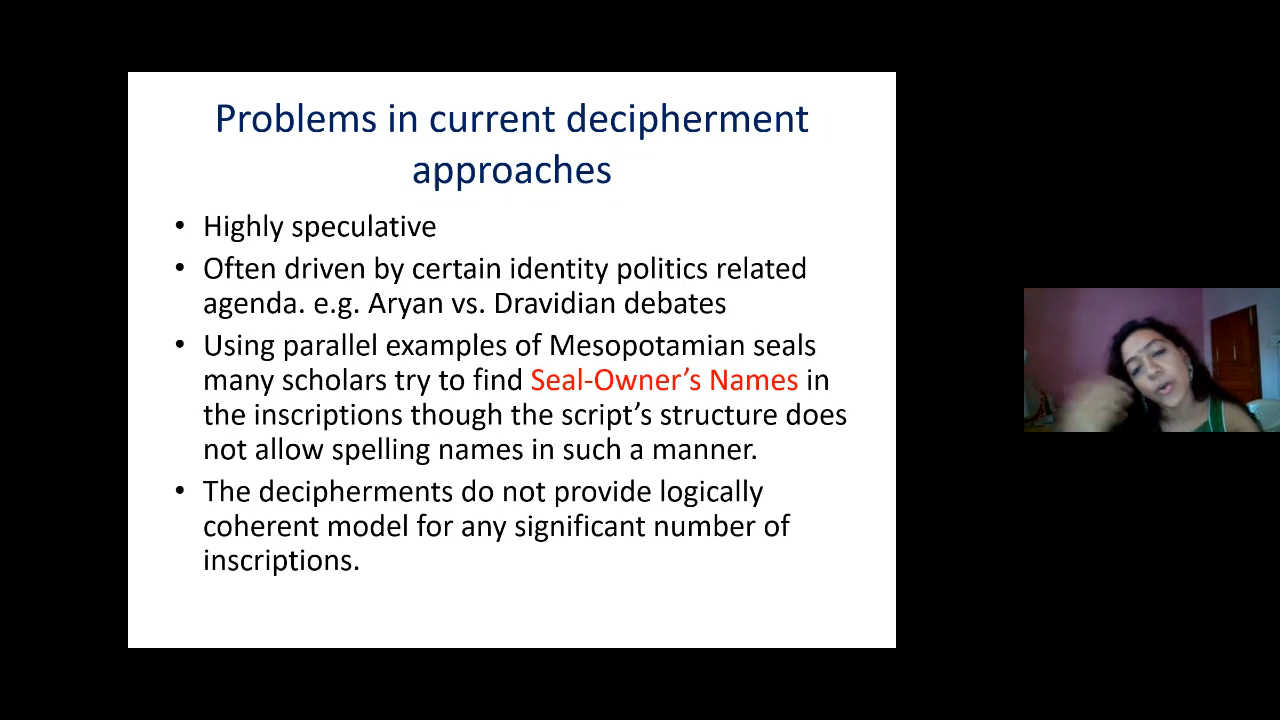 Problems in current decipherment
approaches
• Highly speculative
• Often driven by certain identity politics related
agenda. e.g. Aryan vs. Dravidian debates
• Using parallel examples of Mesopotamian seals
many scholars try to find Seal-Owner’s Names in
the inscriptions though the script’s structure does
not allow spelling names in such a manner.
• The decipherments do not provide logically
coherent model for any significant number of
inscriptions.